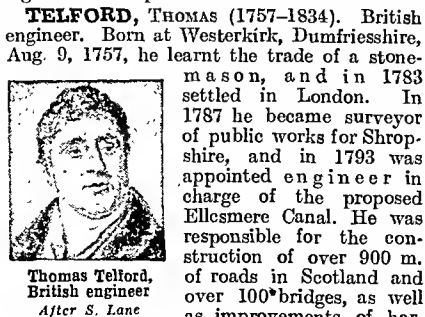 TELFORD, THOMAS (1757–1834). British
engineer. Born at Westerkirk, Dumfriesshire,
Aug. 9, 1757, he learnt the trade of a stone-
mason, and in 1783
settled in London. In
1787 he became surveyor
of public works for Shrop-
shire, and in 1793 was
appointed engineer in
charge of the proposed
Ellesmere Canal. He was
responsible for the con-
struction of over 900 m.
of roads in Scotland and
over 100 bridges, as well
as improvements of har-
Thomas Telford,
British engineer
After S. Lane